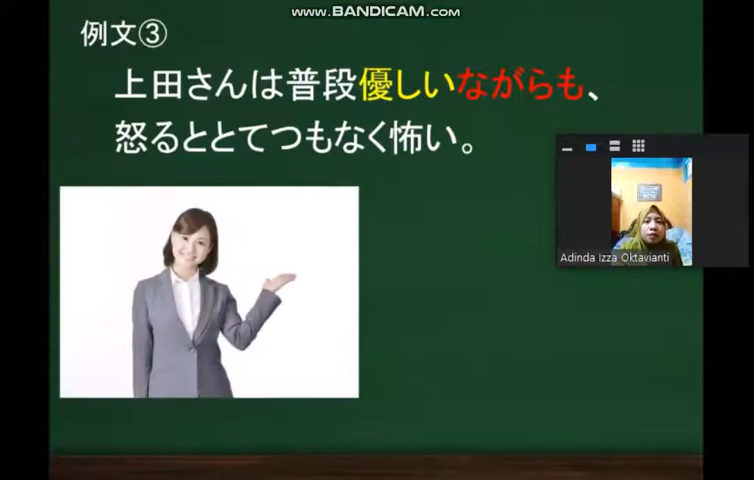 www.BANDICAM.com
例文③
上田さんは普段優しいながらも、
怒るととてつもなく怖い。
Adinda Izza Oktavianti